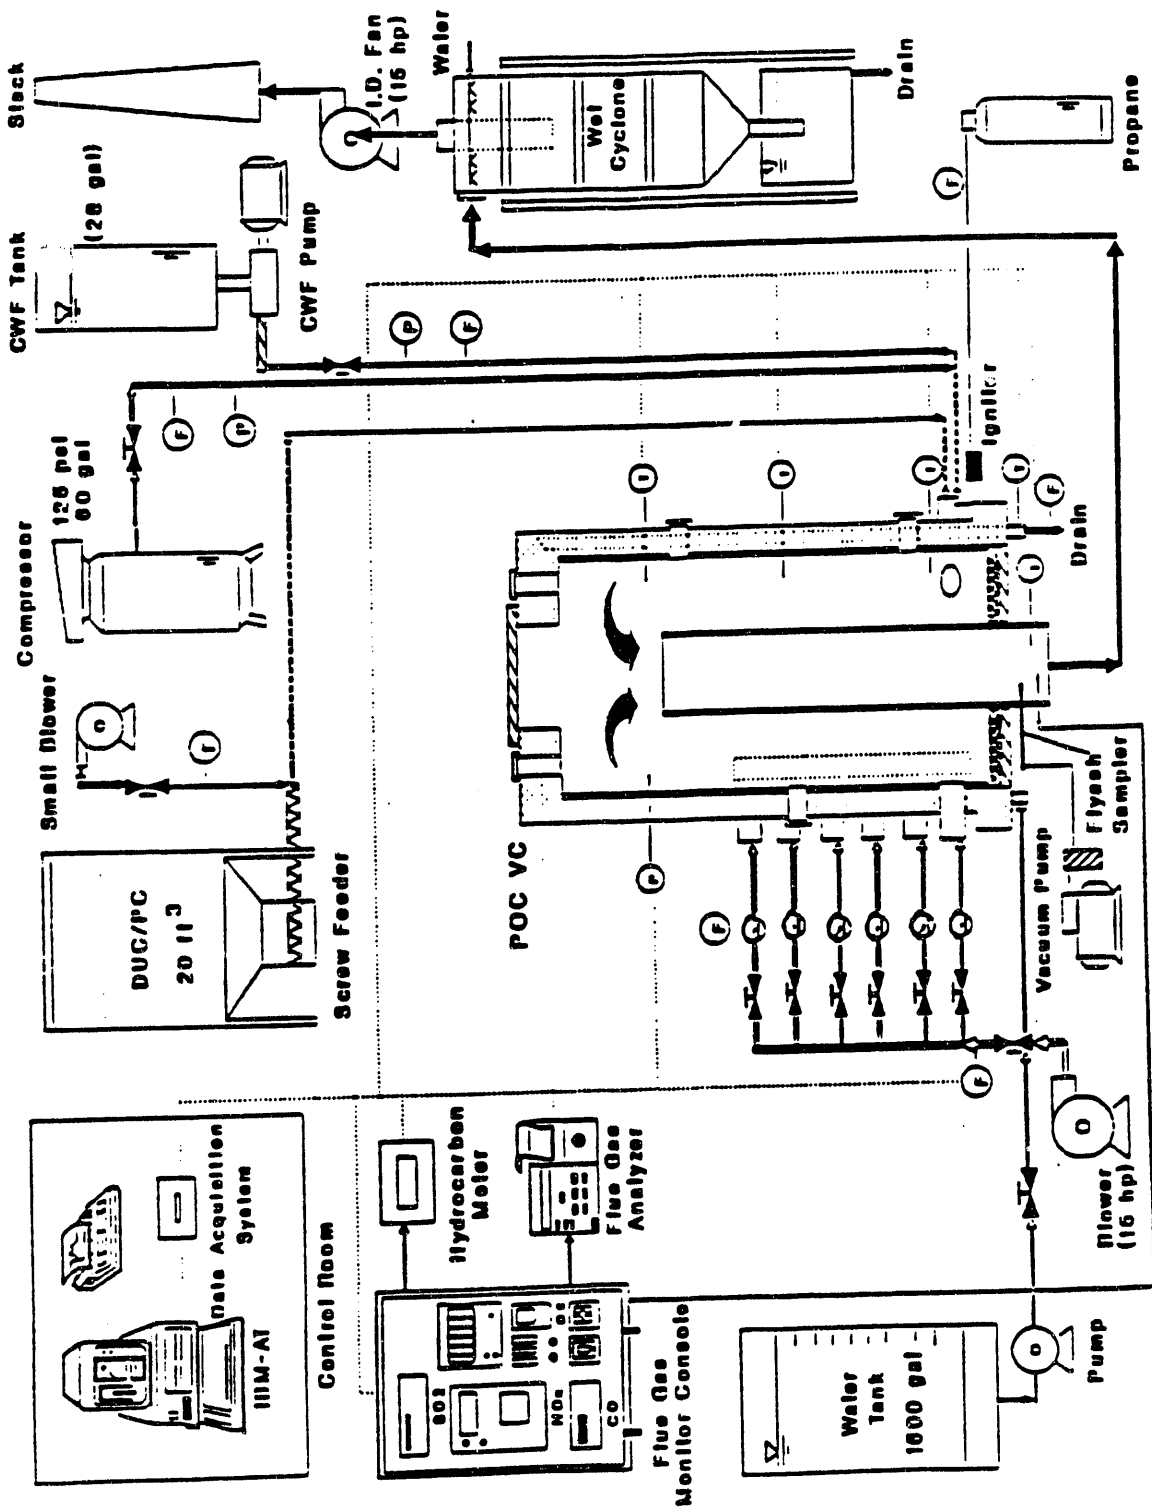 IBM-AT
Data Acquisition
System
Control Room
DUC/PC
20 ft3
Screw Feeder
Small Blower
F
Compressor
125 psi
60 gal
F
P
CWF Tank
(28 gal)
CWF Pump
P
F
Stack
I.D. Fan
(15 hp)
Water
Wet
Cyclone
Drain
SO2
NOx
CO
Flue Gas
Monitor Console
Hydrocarbon
Meter
Flue Gas
Analyzer
POC VC
P
F
T
T
T
T
F
T
Ignitor
F
Propane
Drain
Water
Tank
1600 gal
Pump
Blower
(15 hp)
F
Vacuum Pump
Flyash
Sampler